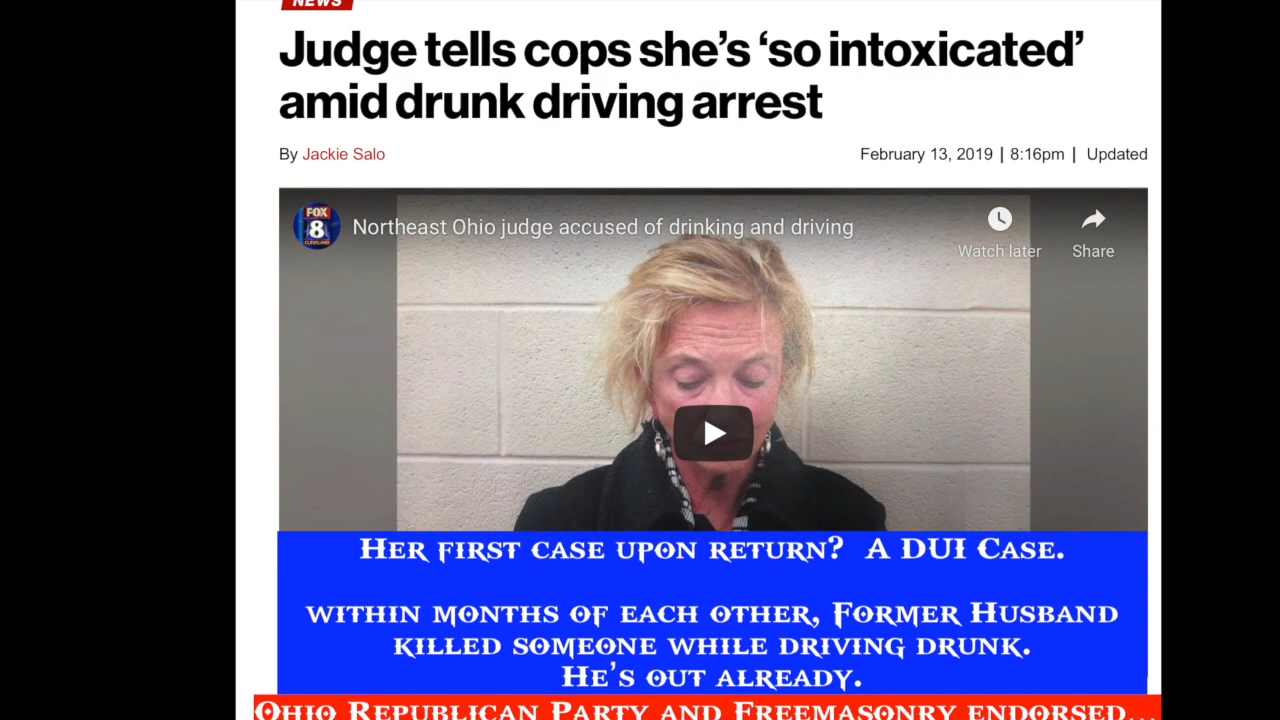 NEWS
Judge tells cops she's 'so intoxicated'
amid drunk driving arrest
By Jackie Salo February 13, 2019 | 8:16pm | Updated
FOX
8
CLEVELAND
Northeast Ohio judge accused of drinking and driving
Watch later
Share
Her first case upon return? A DUI Case.
within months of each other, Former Husband
killed someone while driving drunk.
He's out already.
Ohio Republican Party and Freemasonry endorsed...